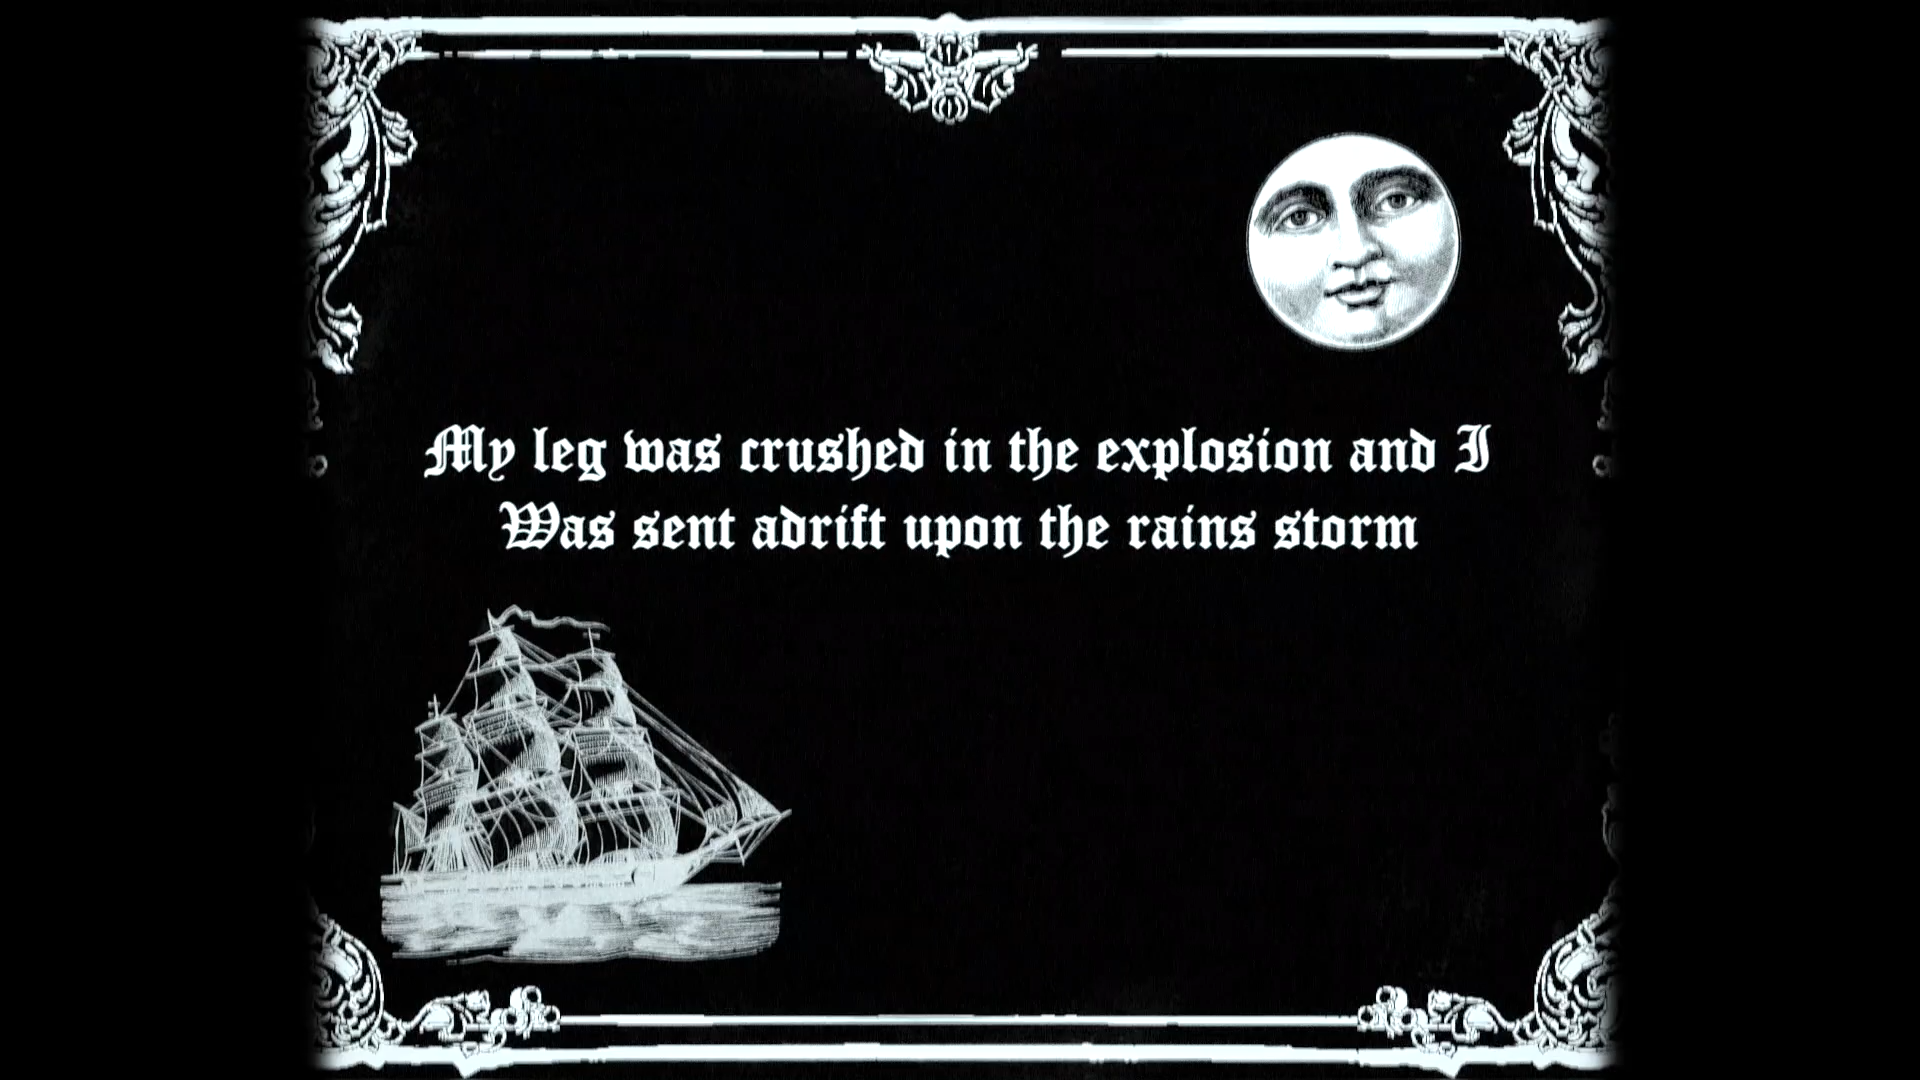 My leg was crushed in the explosion and I
Was sent adrift upon the rains storm